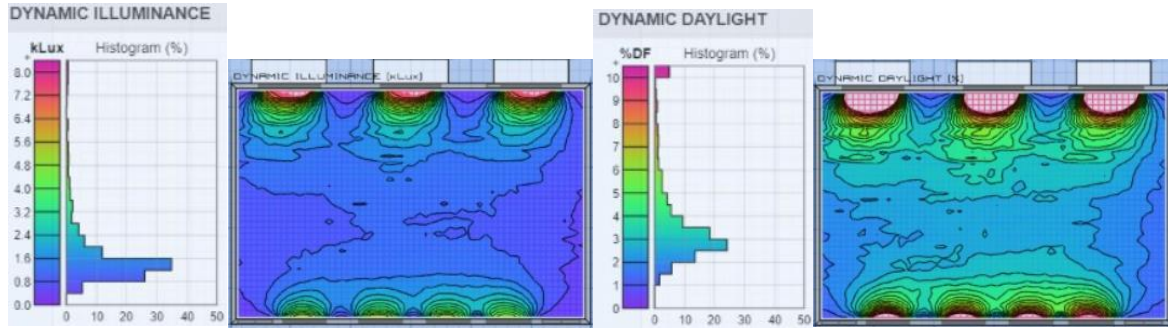 DYNAMIC ILLUMINANCE
kLux Histogram (%)
8.0
7.2
6.4
5.6
4.8
4.0
3.2
2.4
1.6
0.8
0.0
0 10 20 30 40 50
DYNAMIC ILLUMINANCE (kLux)
DYNAMIC DAYLIGHT
%DF Histogram (%)
10
9
8
7
6
5
4
3
2
1
0
0 10 20 30 40 50
DYNAMIC DAYLIGHT (%)